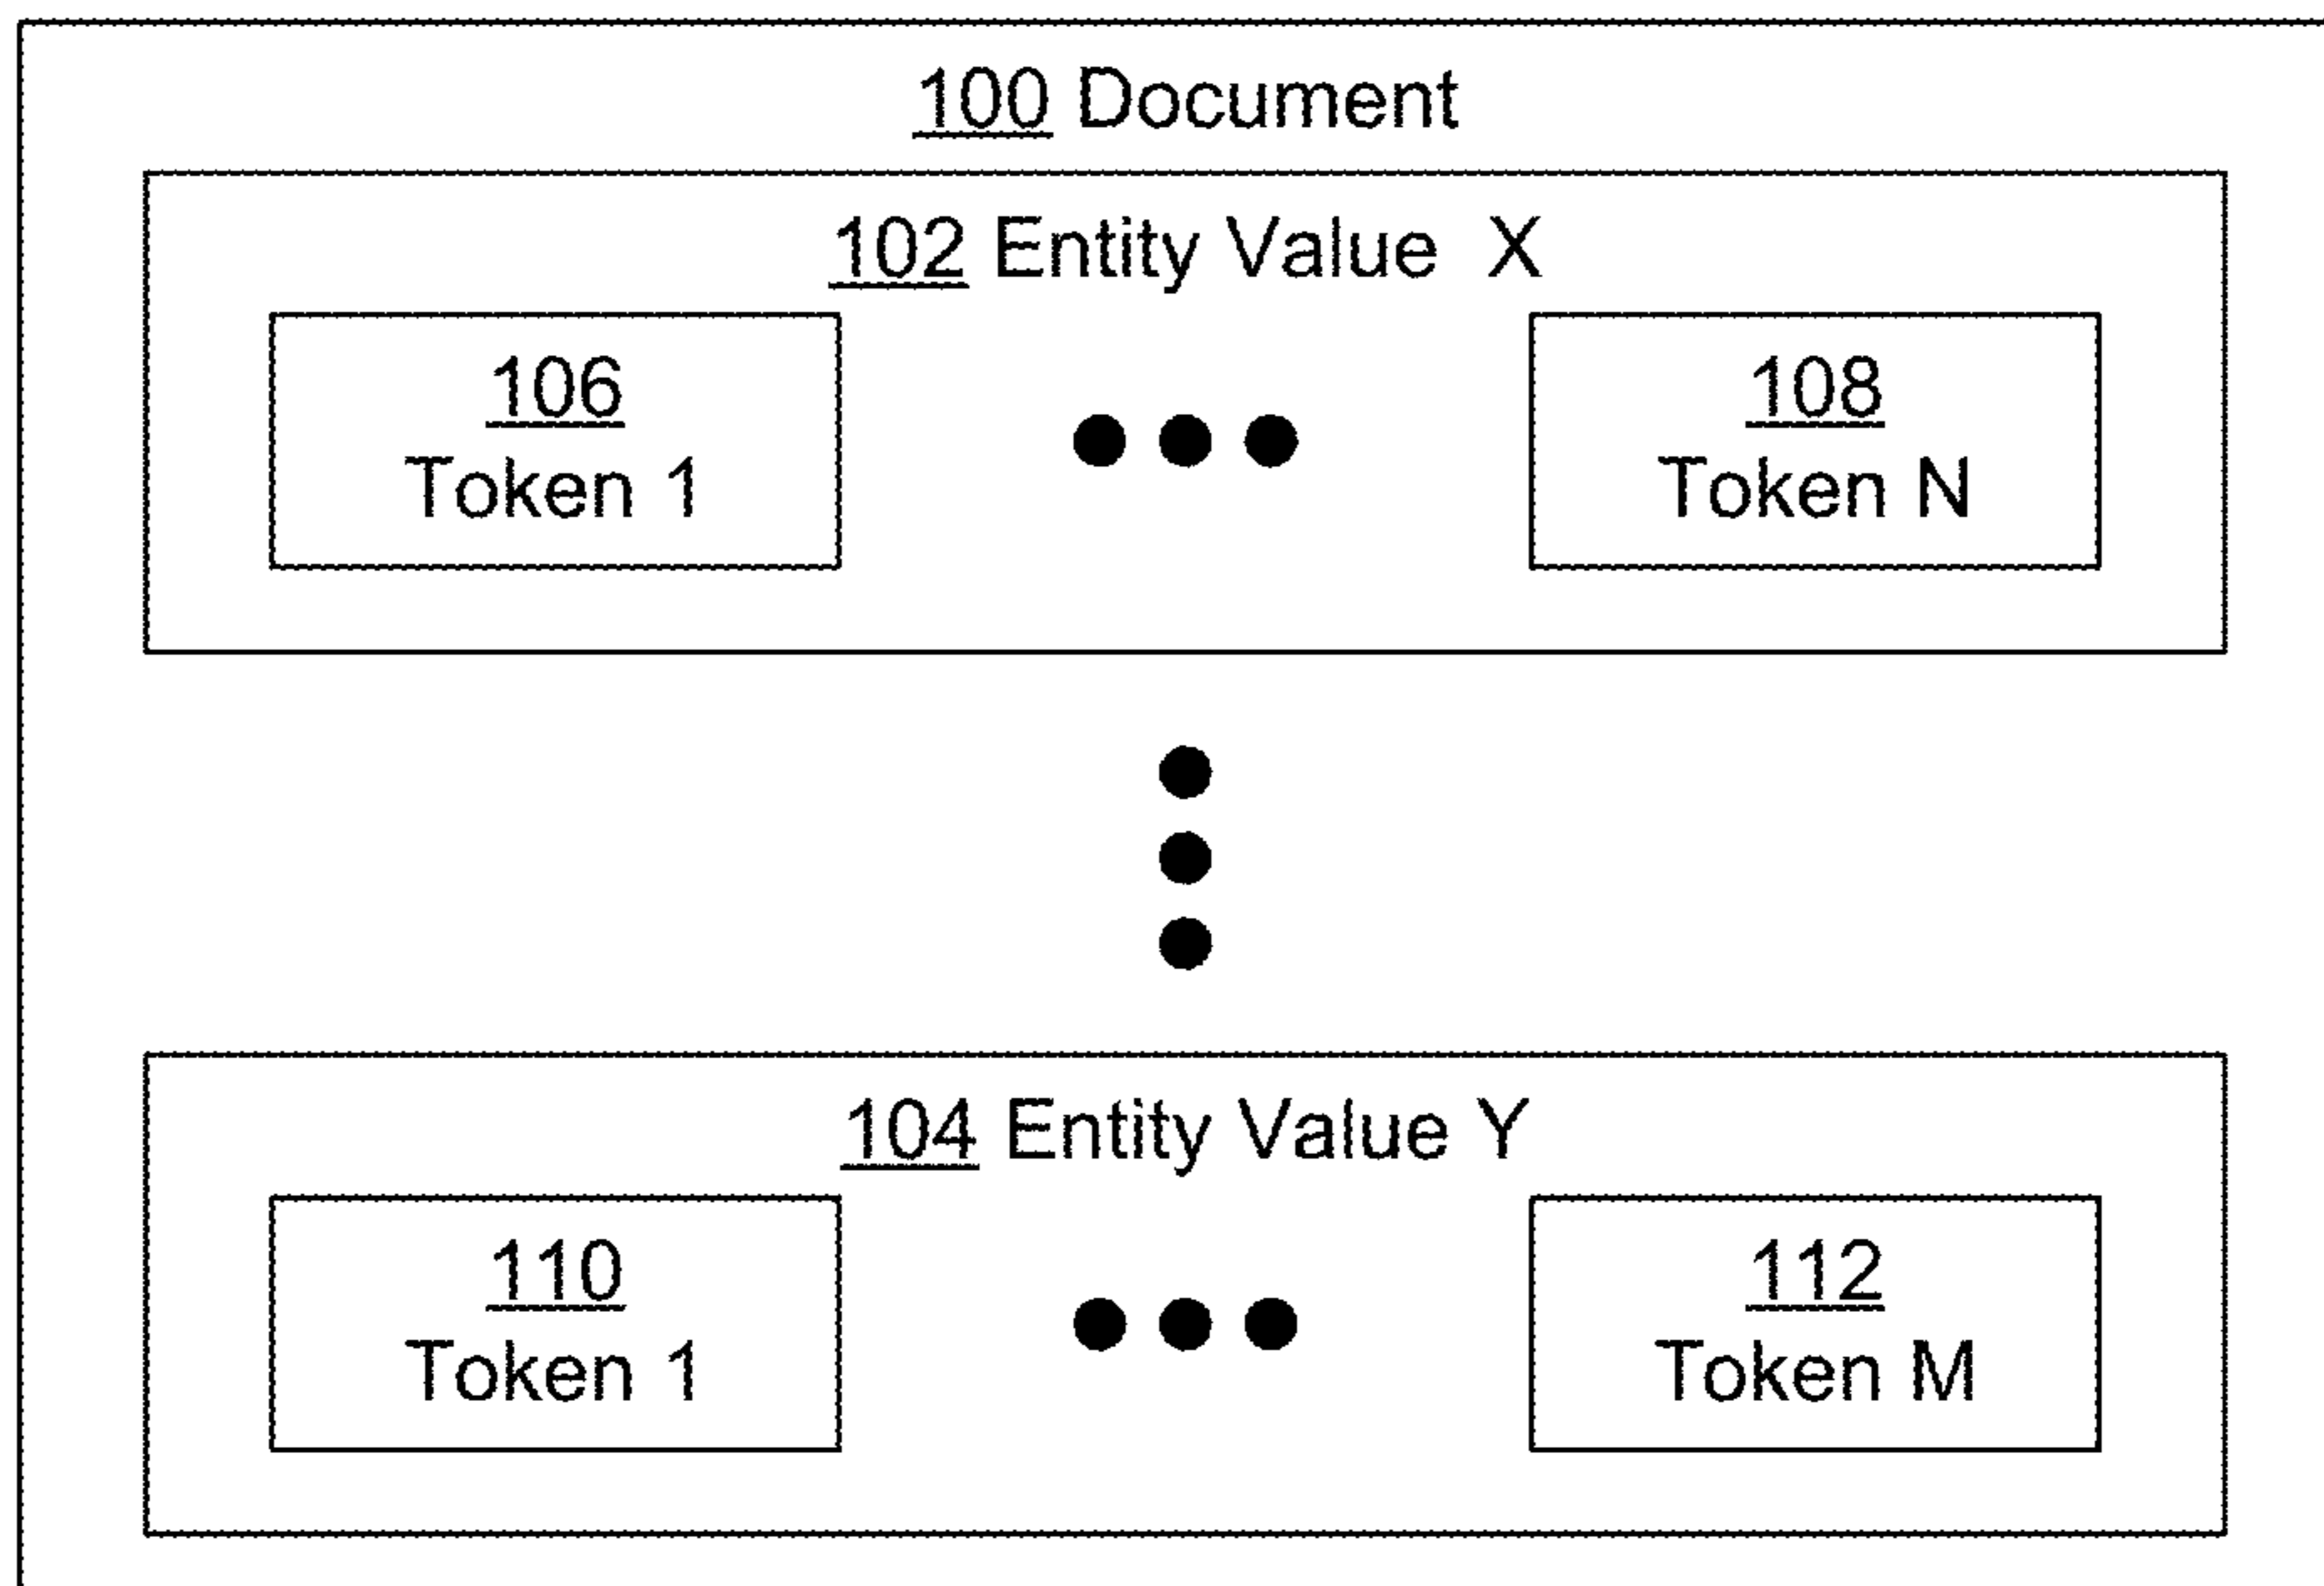 100 Document
102 Entity Value X
106
Token 1
108
Token N
104 Entity Value Y
110
Token 1
112
Token M